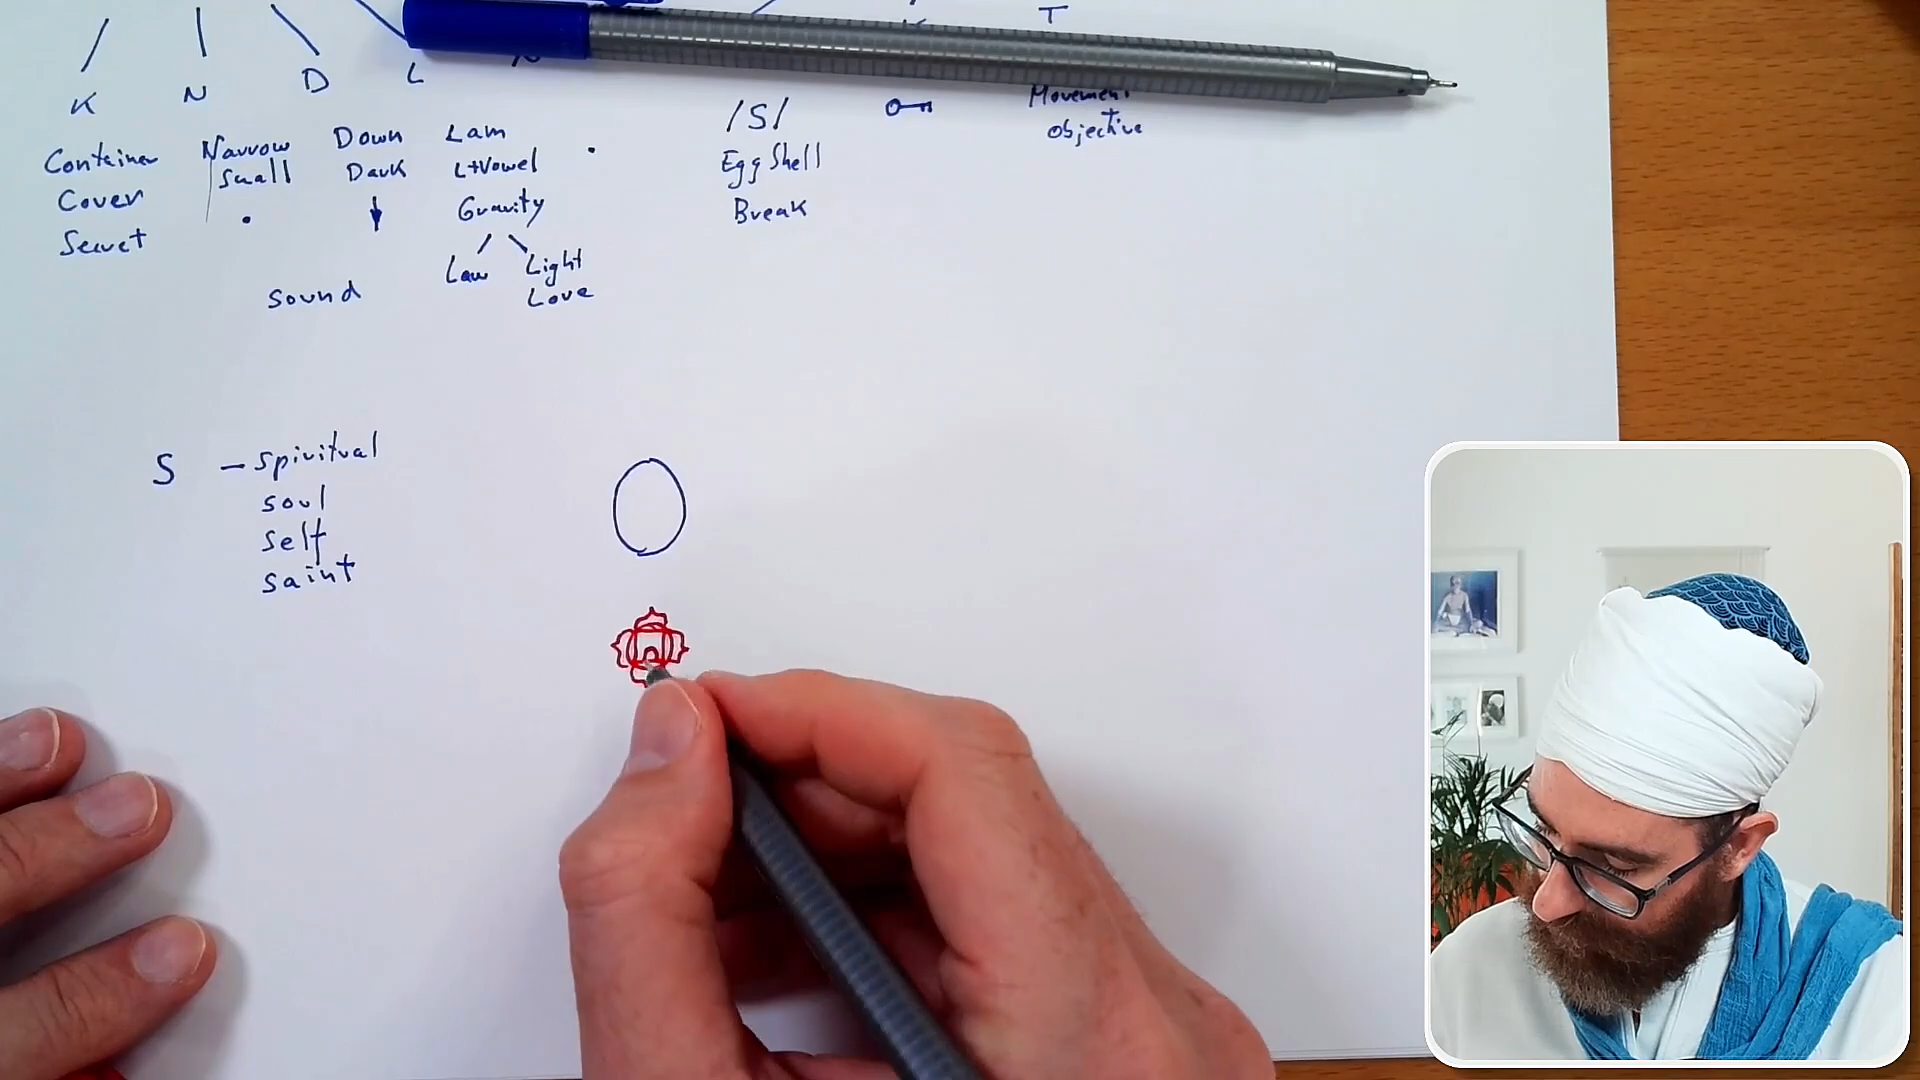 T
K N D L
Container Narrow Down Lam
Cover Small Dark L+Vowel
Secret Gravity
Law Light
Love
Sound
/S/
Egg Shell
Break
Movement
+
Objective
S – Spiritual
Soul
Self
Saint